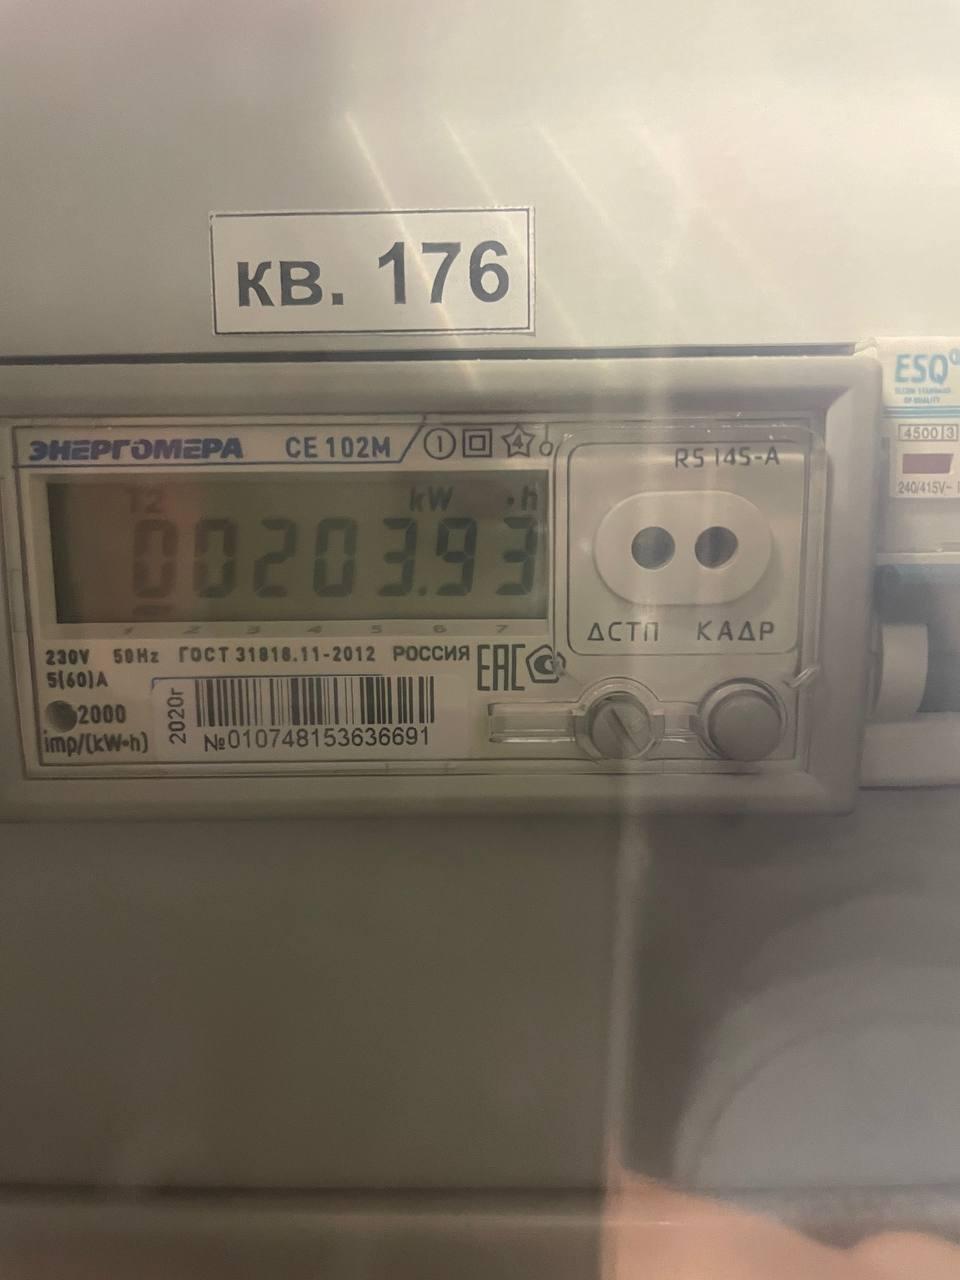 кв. 176
ESQ
4500 3
240/415V~
ЭНЕРГОМЕРА CE 102M
RS 145-A
T2 kW •h
00203.93
1 2 3 4 5 6 7
ДСТП КАДР
230V 50Hz ГОСТ 31818.11-2012 РОССИЯ EAC
5(60)A
2000
imp/(kW•h)
2020г
№010748153636691